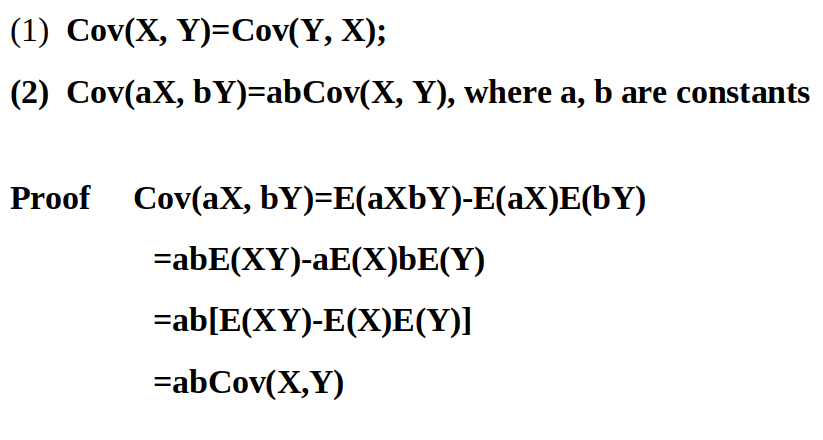 (1) Cov(X, Y)=Cov(Y, X);
(2) Cov(aX, bY)=abCov(X, Y), where a, b are constants
Proof Cov(aX, bY)=E(aXbY)-E(aX)E(bY)
=abE(XY)-aE(X)bE(Y)
=ab[E(XY)-E(X)E(Y)]
=abCov(X,Y)